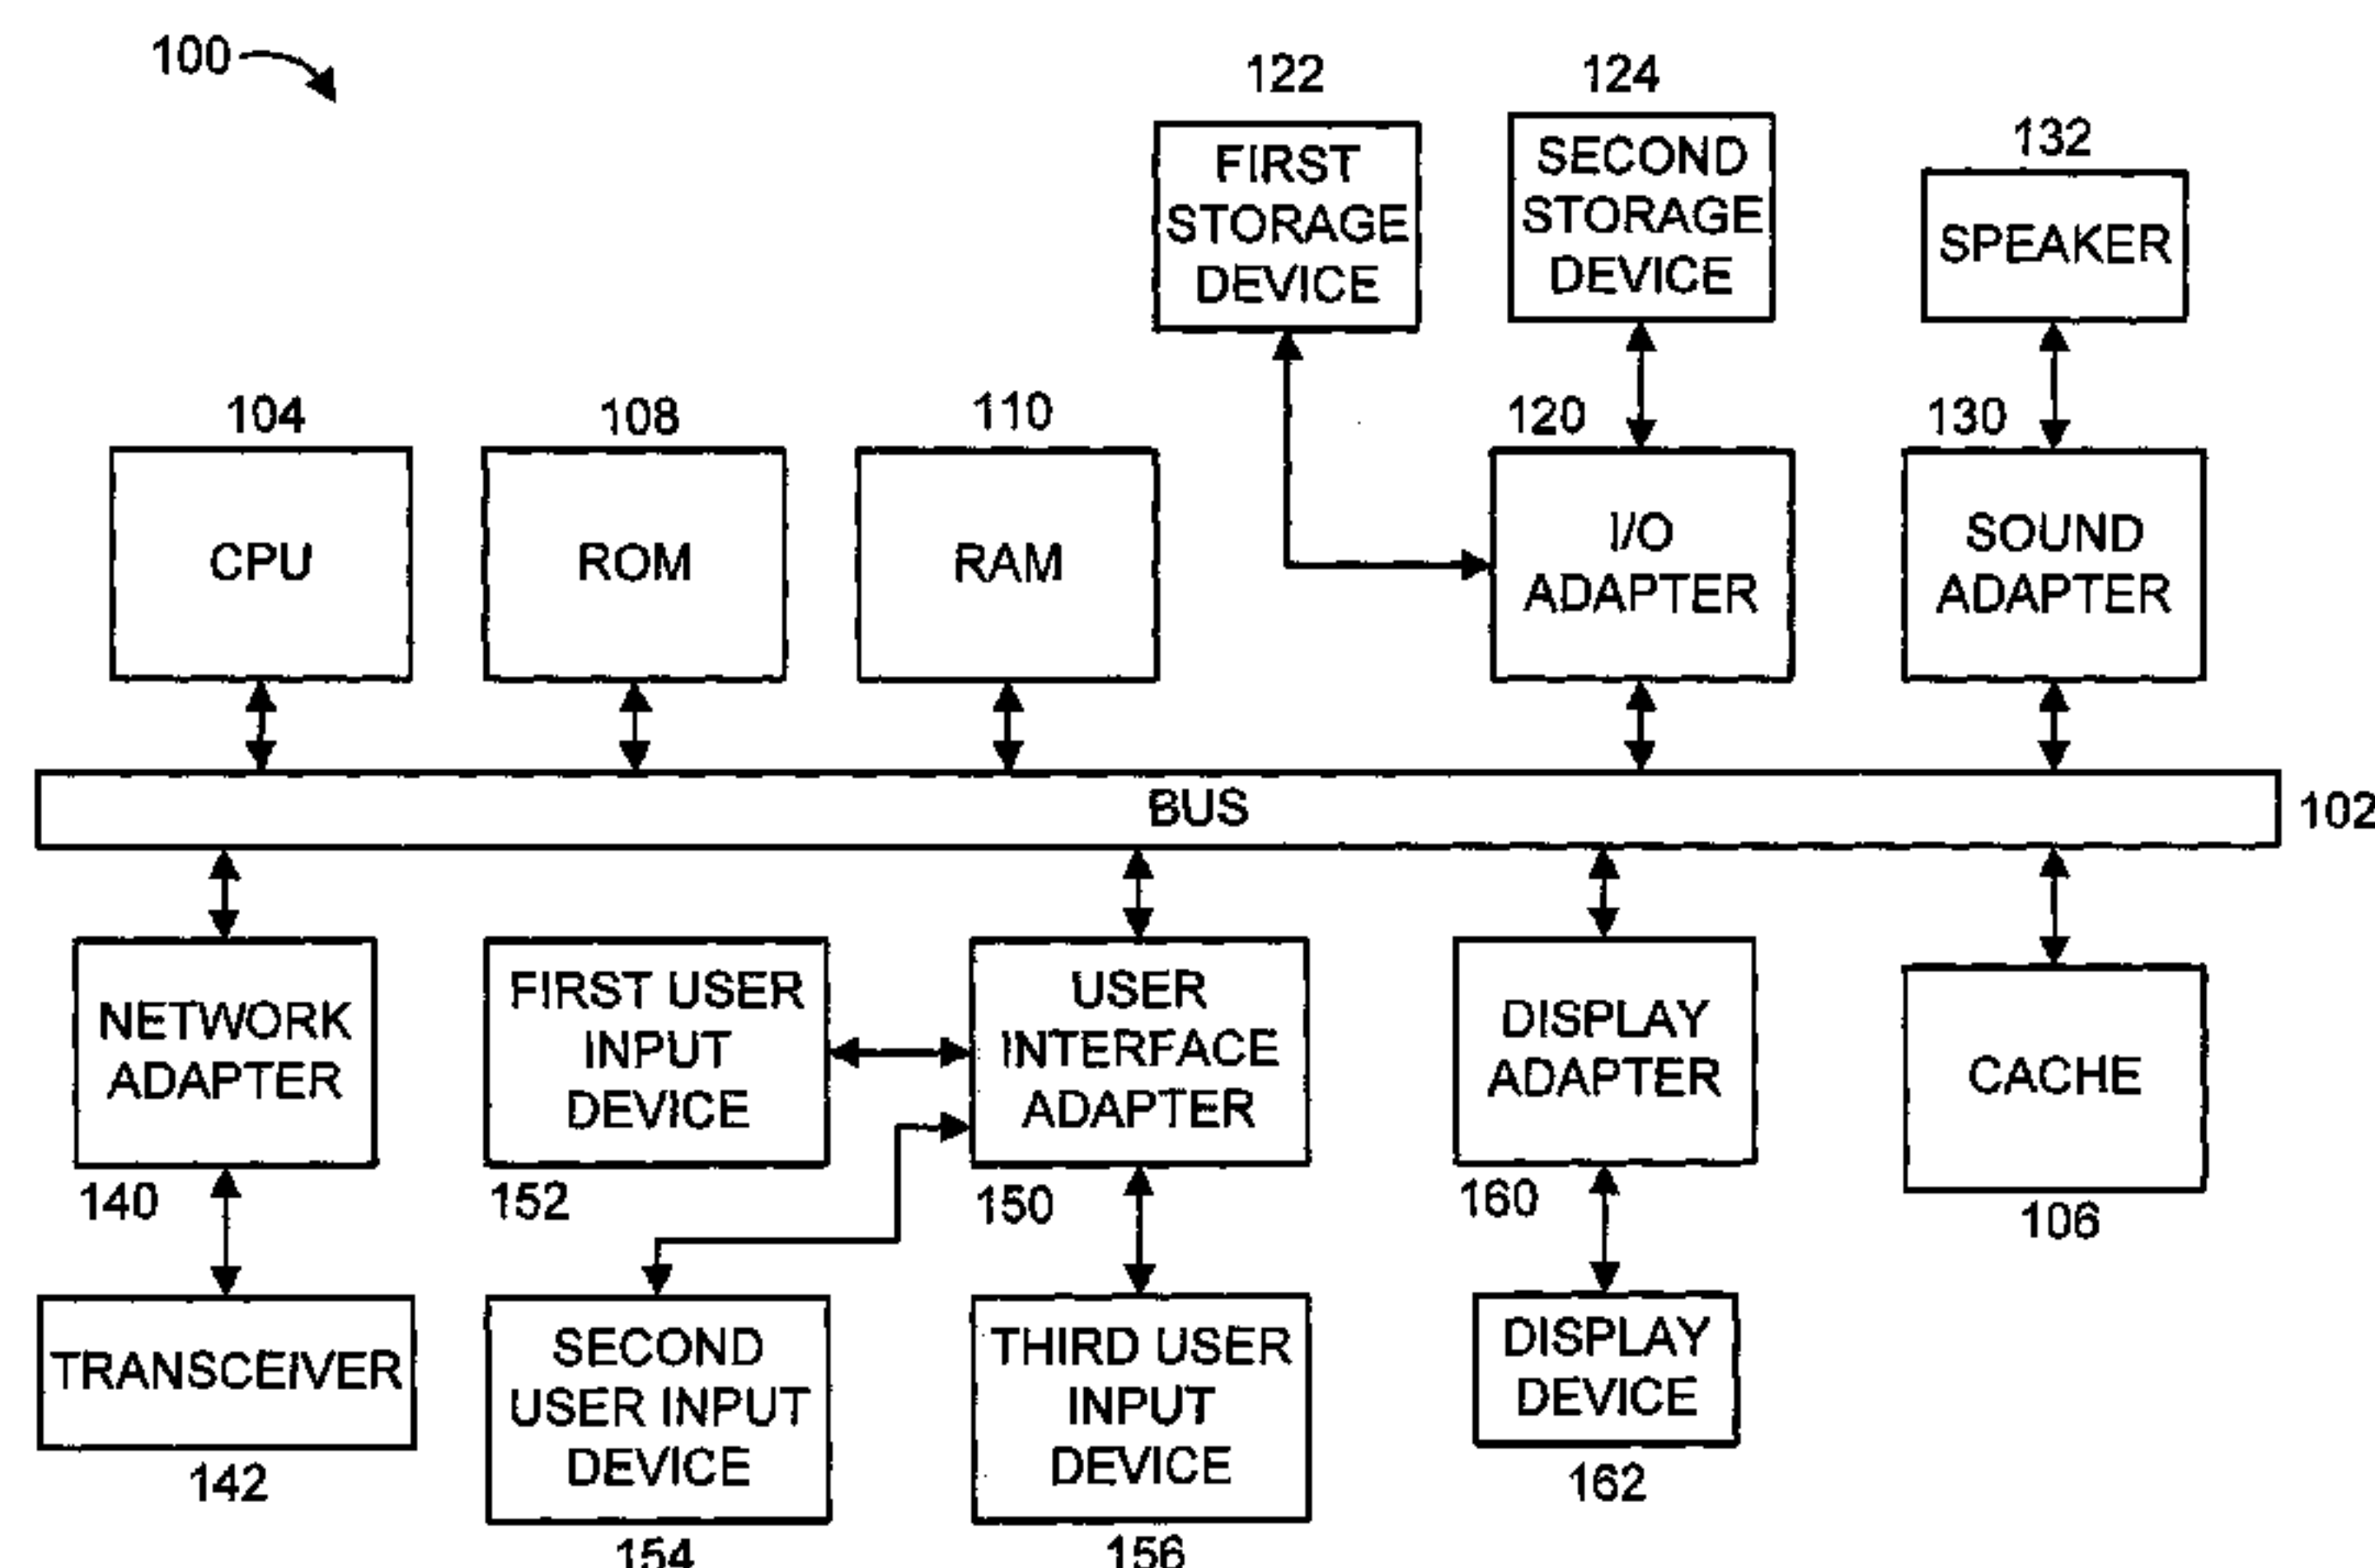 100
122
FIRST
STORAGE
DEVICE
124
SECOND
STORAGE
DEVICE
132
SPEAKER
104
CPU
108
ROM
110
RAM
120
I/O
ADAPTER
130
SOUND
ADAPTER
BUS
102
NETWORK
ADAPTER
140
FIRST USER
INPUT
DEVICE
152
USER
INTERFACE
ADAPTER
150
DISPLAY
ADAPTER
160
CACHE
106
TRANSCEIVER
142
SECOND
USER INPUT
DEVICE
154
THIRD USER
INPUT
DEVICE
156
DISPLAY
DEVICE
162